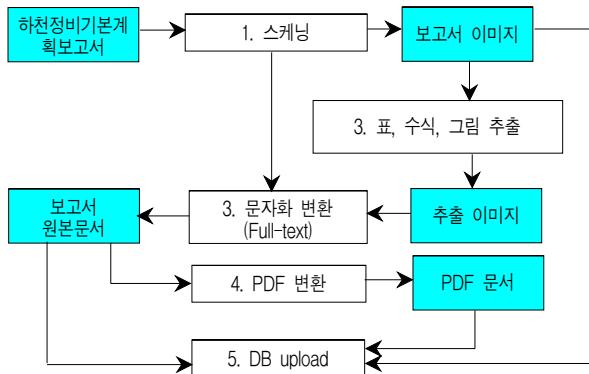 하천정비기본계
획보고서
1. 스케닝
보고서 이미지
3. 표, 수식, 그림 추출
보고서
원본문서
3. 문자화 변환
(Full-text)
추출 이미지
4. PDF 변환
PDF 문서
5. DB upload